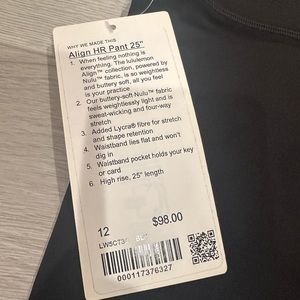 WHY WE MADE THIS
Align HR Pant 25"
1. When feeling nothing is
everything. The lululemon
Align™ collection, powered by
Nulu™ fabric, is so weightless
and buttery soft, all you feel
is your practice
2. Our buttery-soft Nulu™ fabric
feels weightlessly light and is
sweat-wicking and four-way
stretch
3. Added Lycra® fibre for stretch
and shape retention
4. Waistband lies flat and won't
dig in
5. Waistband pocket holds your key
or card
6. High rise, 25" length
12
$98.00
000117376327